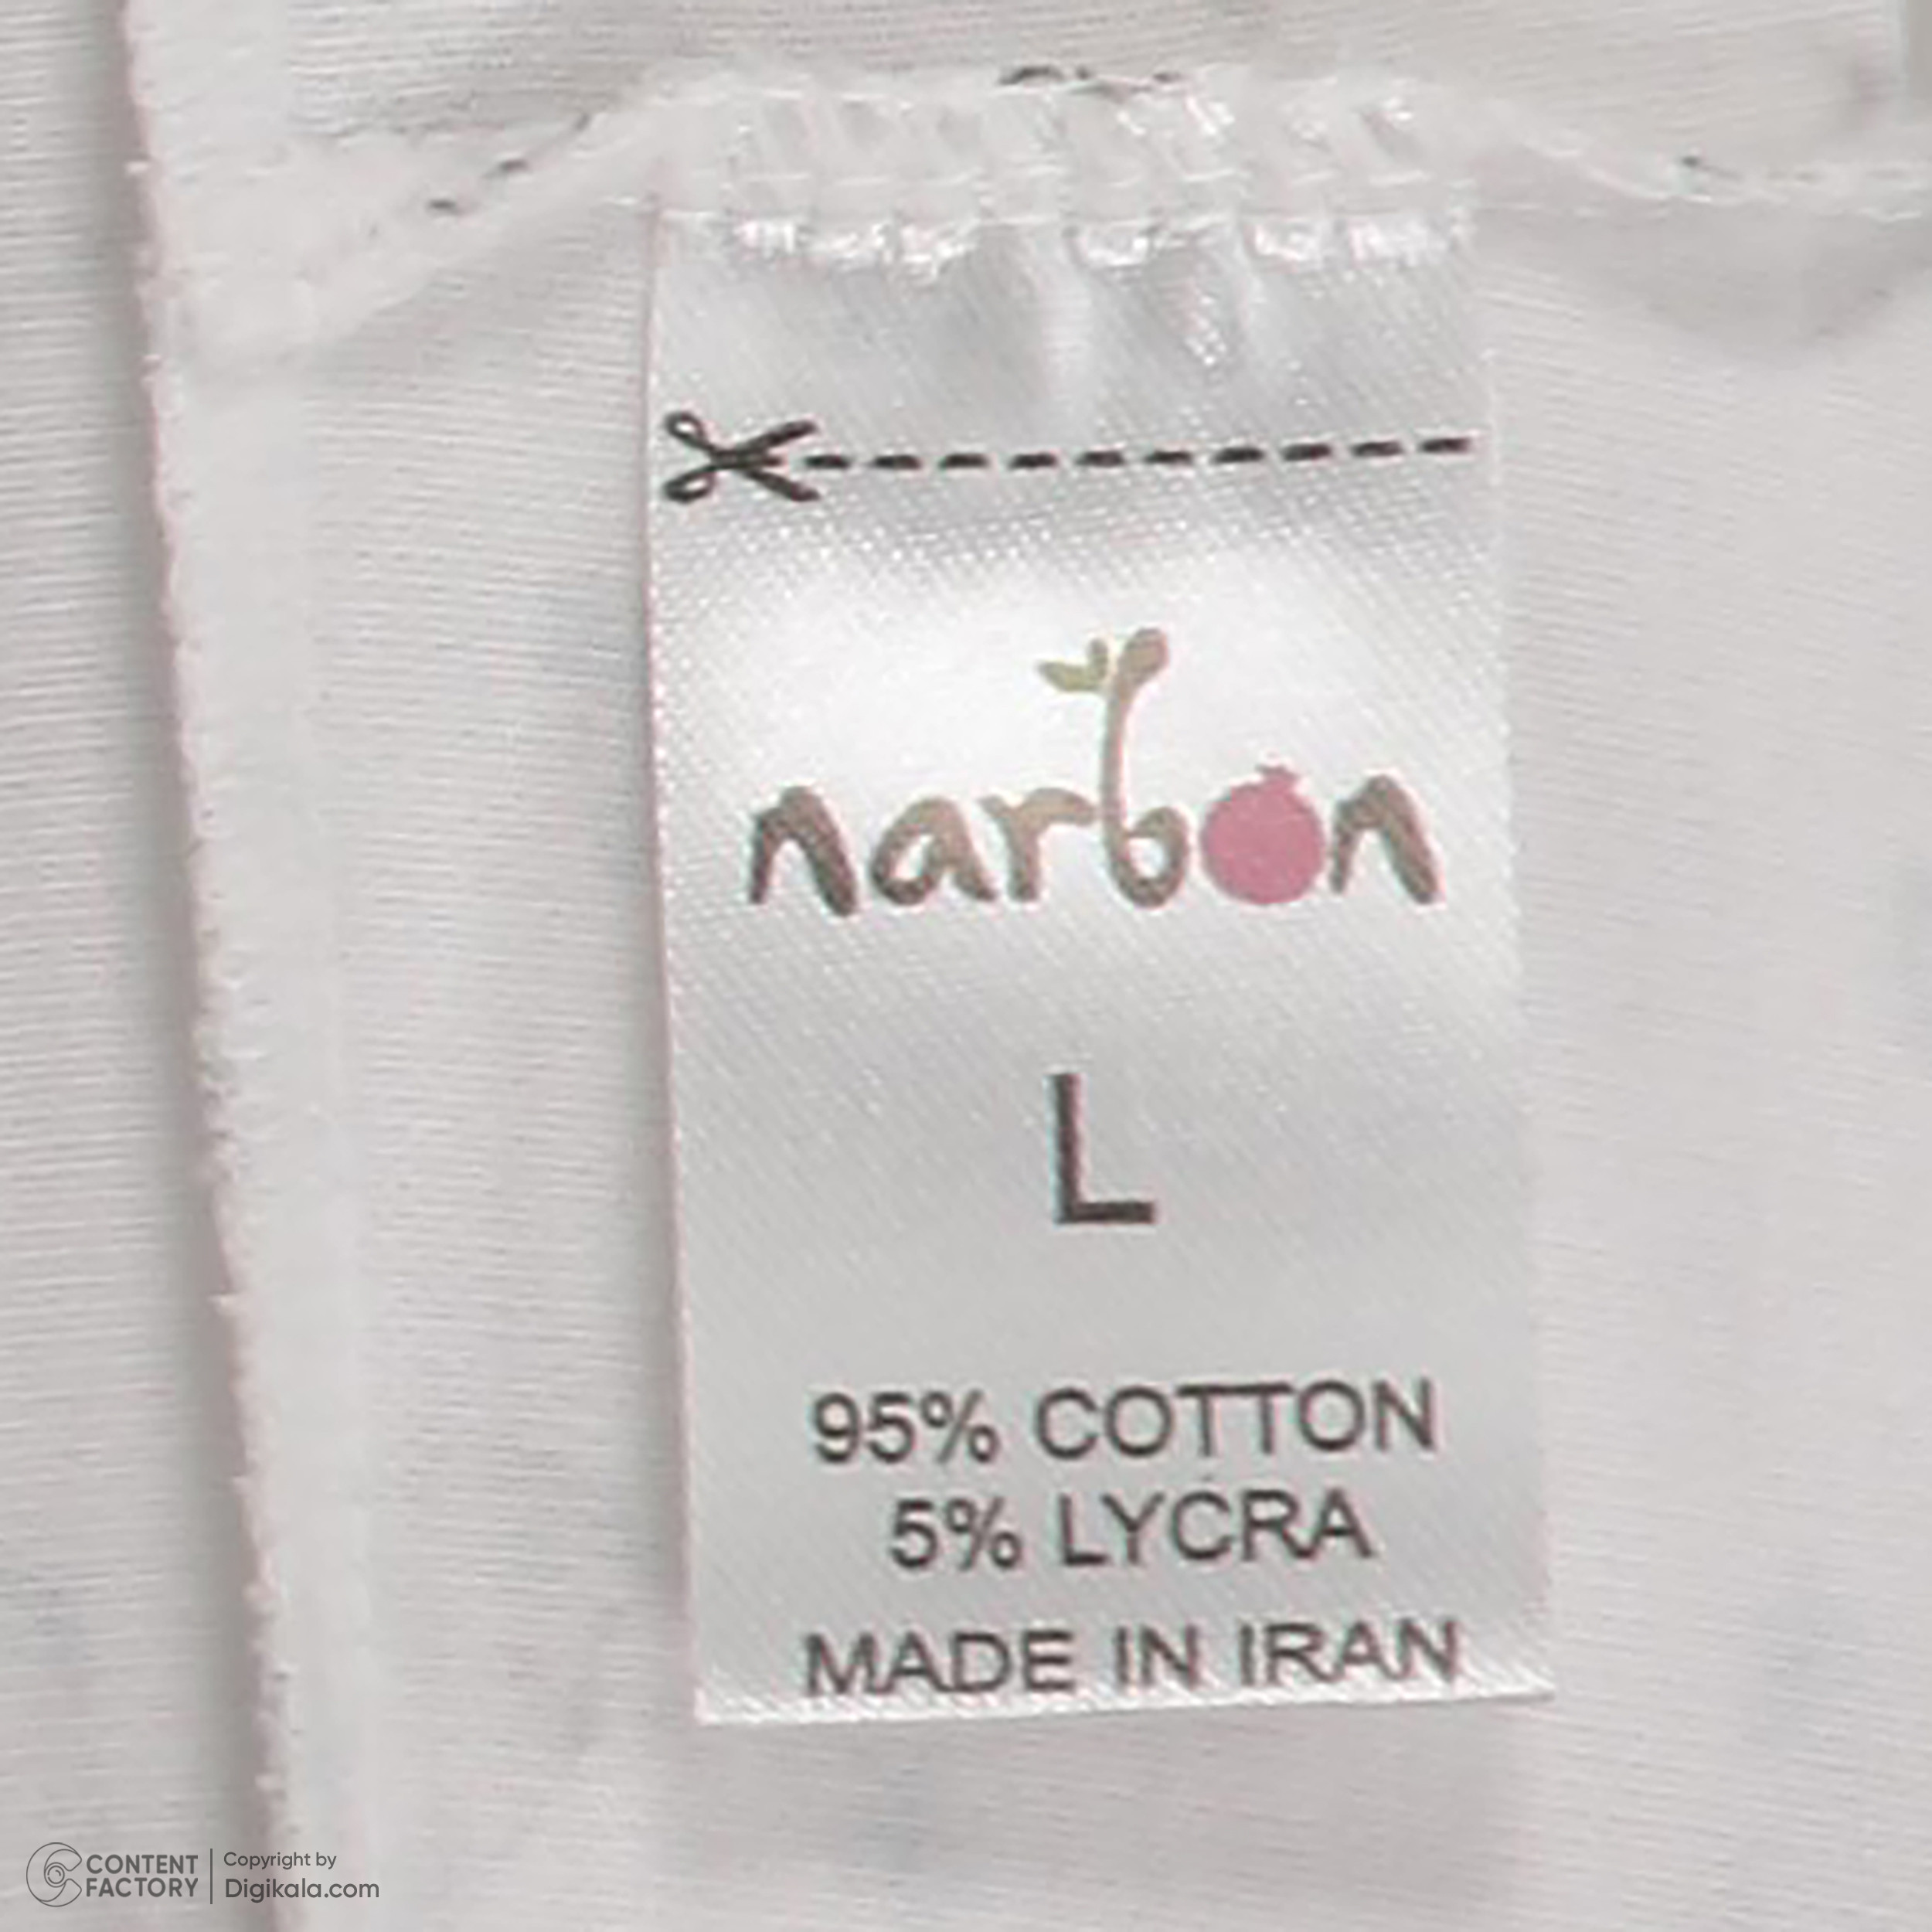 narbon
L
95% COTTON
5% LYCRA
MADE IN IRAN
CONTENT FACTORY
Copyright by
Digikala.com